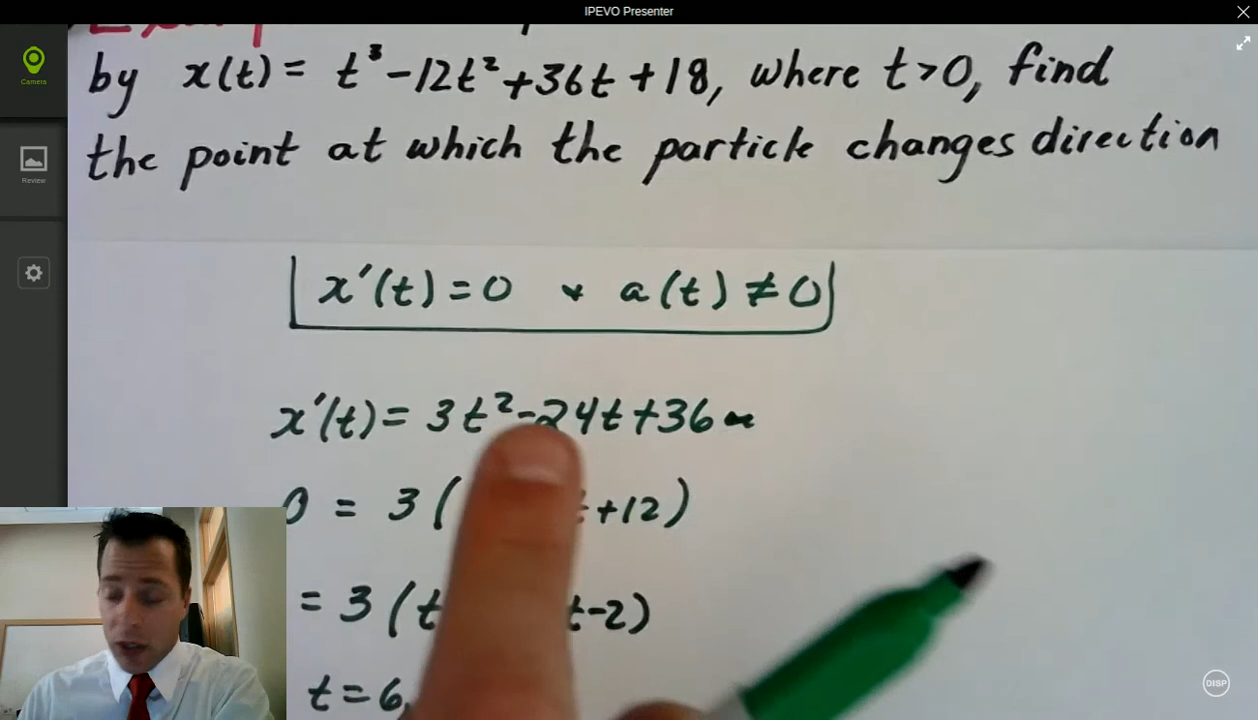 IPEVO Presenter
Camera
Review
by x(t) = t³-12t²+36t+18, where t>0, find
the point at which the particle changes direction
x'(t)=0 & a(t)≠0
x'(t)= 3t²-24t+36
0 = 3( t+12)
= 3(t t-2)
t=6,
DISP